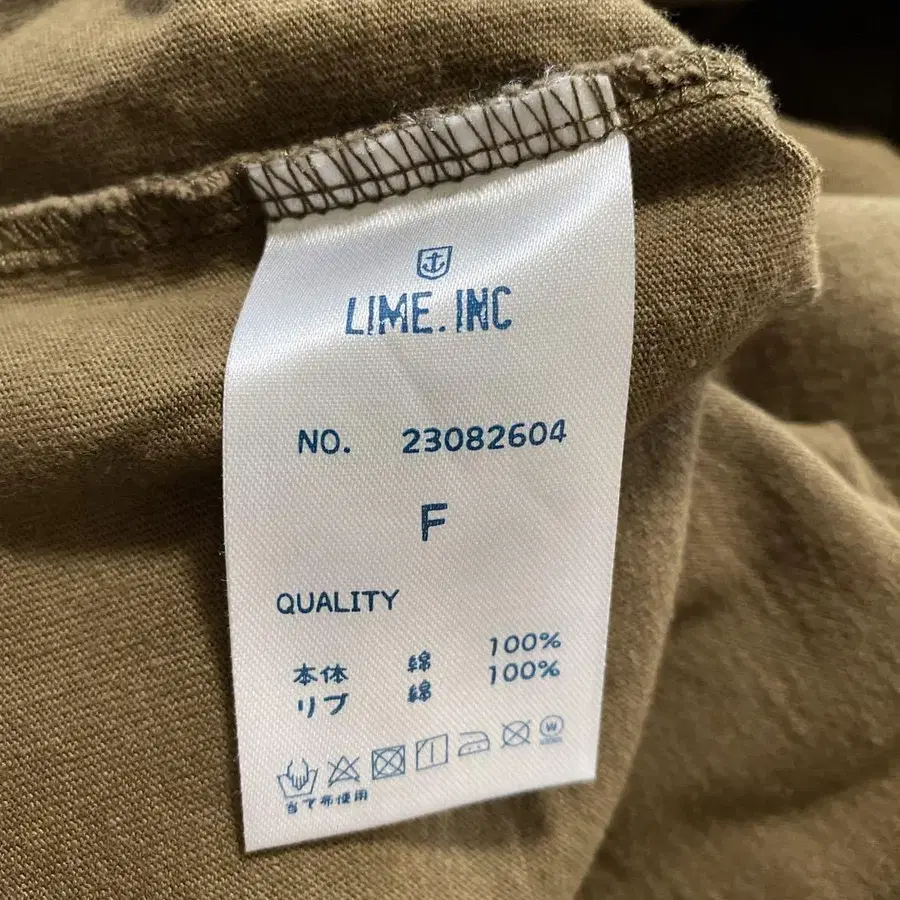 LIME.INC
NO. 23082604
F
QUALITY
本体 綿 100%
リブ 綿 100%
W
当て布使用